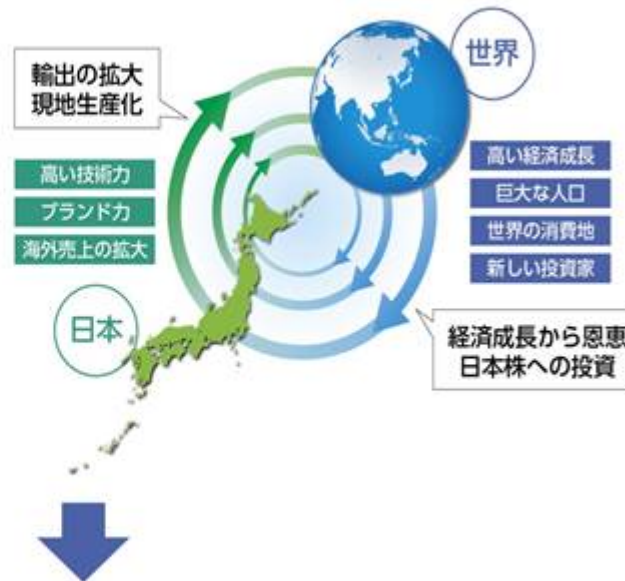 世界
輸出の拡大
現地生産化
高い技術力
ブランド力
海外売上の拡大
高い経済成長
巨大な人口
世界の消費地
新しい投資家
日本
経済成長から恩恵
日本株への投資